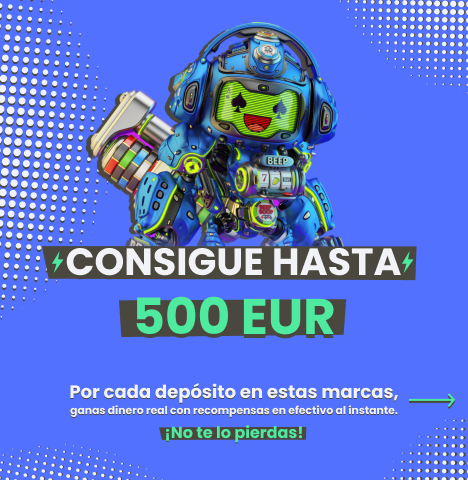 BEEP
7
CONSIGUE HASTA
500 EUR
Por cada depósito en estas marcas,
ganas dinero real con recompensas en efectivo al instante.
¡No te lo pierdas!